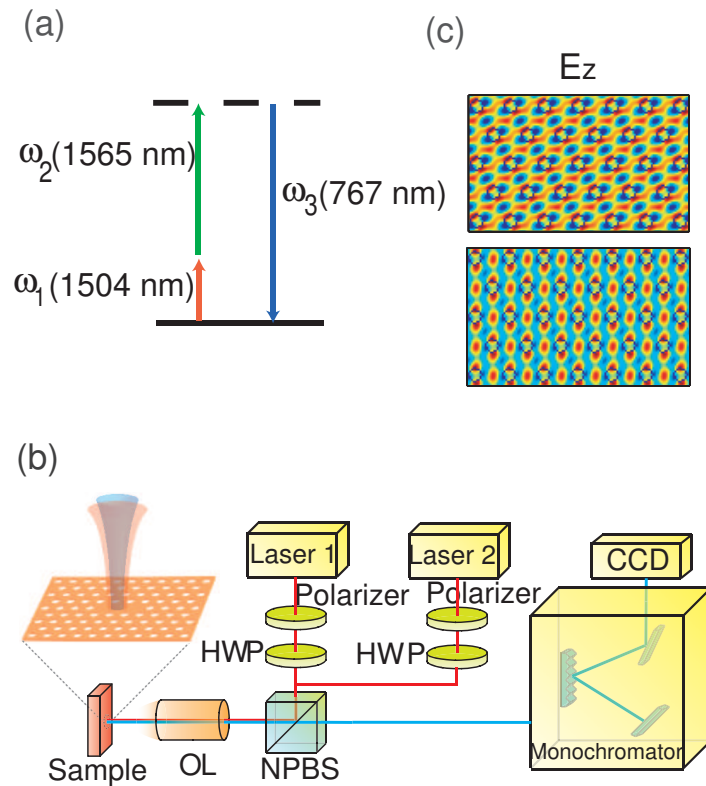 (a)
ω2(1565 nm)
ω3(767 nm)
ω1(1504 nm)
(c)
Ez
(b)
Laser 1
Laser 2
CCD
Polarizer
Polarizer
HWP
HWP
Monochromator
Sample
OL
NPBS